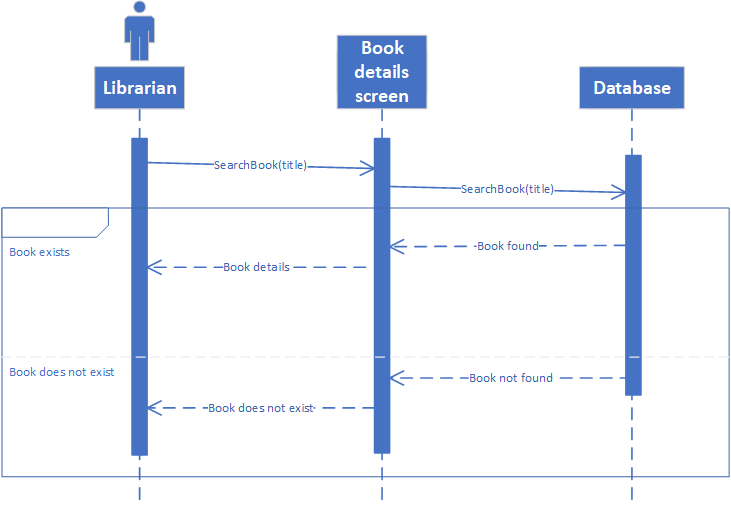 Librarian
Book
details
screen
Database
SearchBook(title)
SearchBook(title)
Book exists
Book found
Book details
Book does not exist
Book not found
Book does not exist